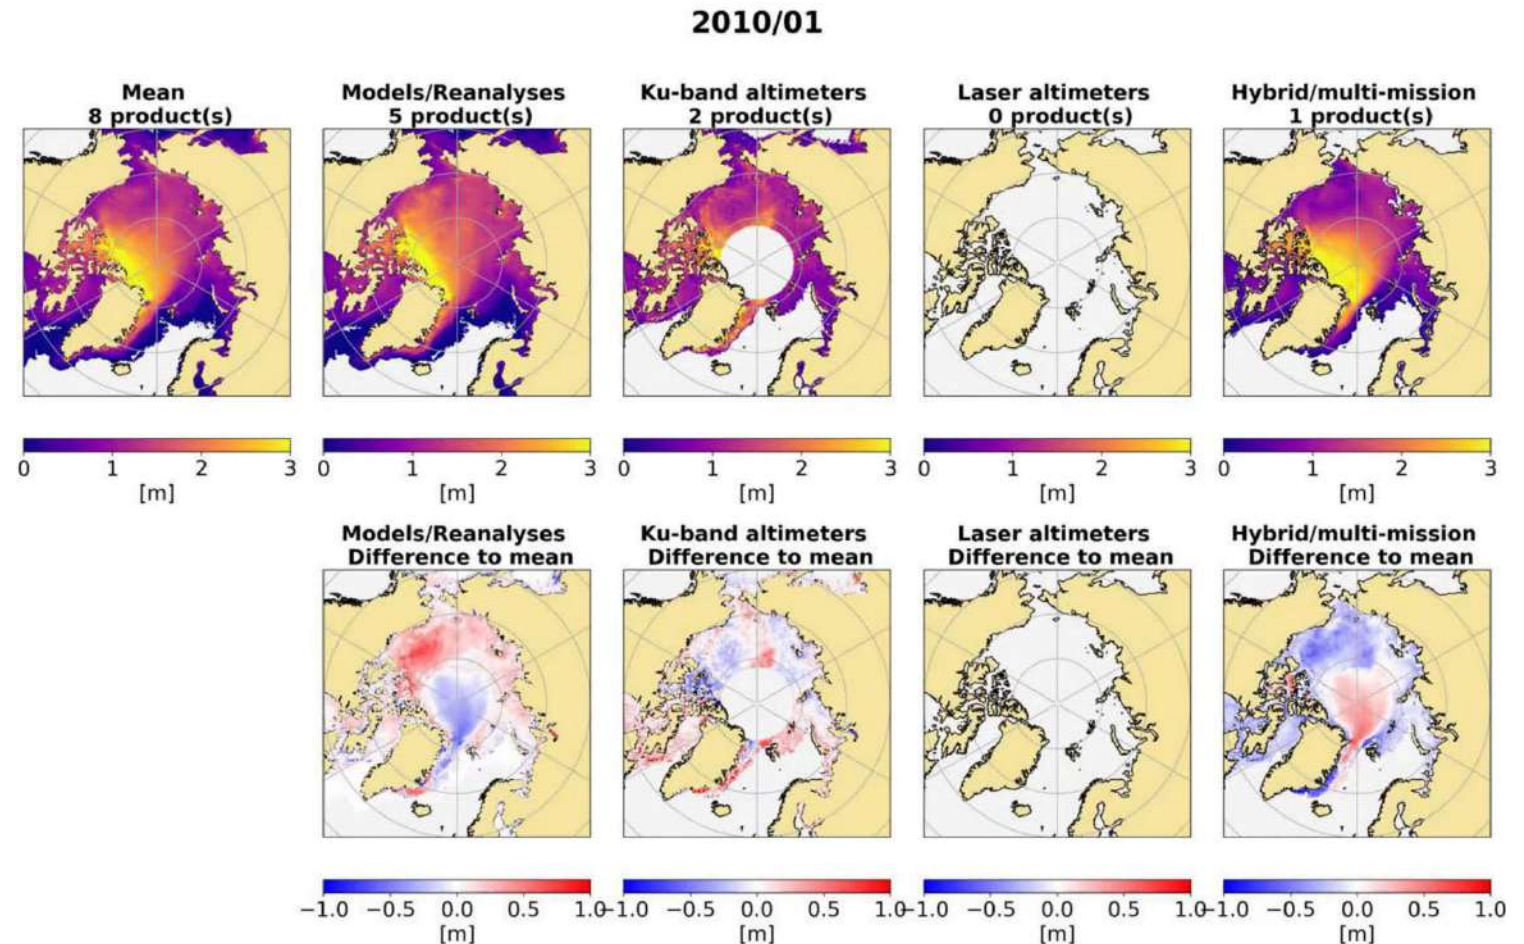 2010/01
Mean
8 product(s)
Models/Reanalyses
5 product(s)
Ku-band altimeters
2 product(s)
Laser altimeters
0 product(s)
Hybrid/multi-mission
1 product(s)
0 1 2 3
[m]
0 1 2 3
[m]
0 1 2 3
[m]
0 1 2 3
[m]
0 1 2 3
[m]
Models/Reanalyses
Difference to mean
Ku-band altimeters
Difference to mean
Laser altimeters
Difference to mean
Hybrid/multi-mission
Difference to mean
−1.0 −0.5 0.0 0.5 1.0
[m]
−1.0 −0.5 0.0 0.5 1.0
[m]
−1.0 −0.5 0.0 0.5 1.0
[m]
−1.0 −0.5 0.0 0.5 1.0
[m]